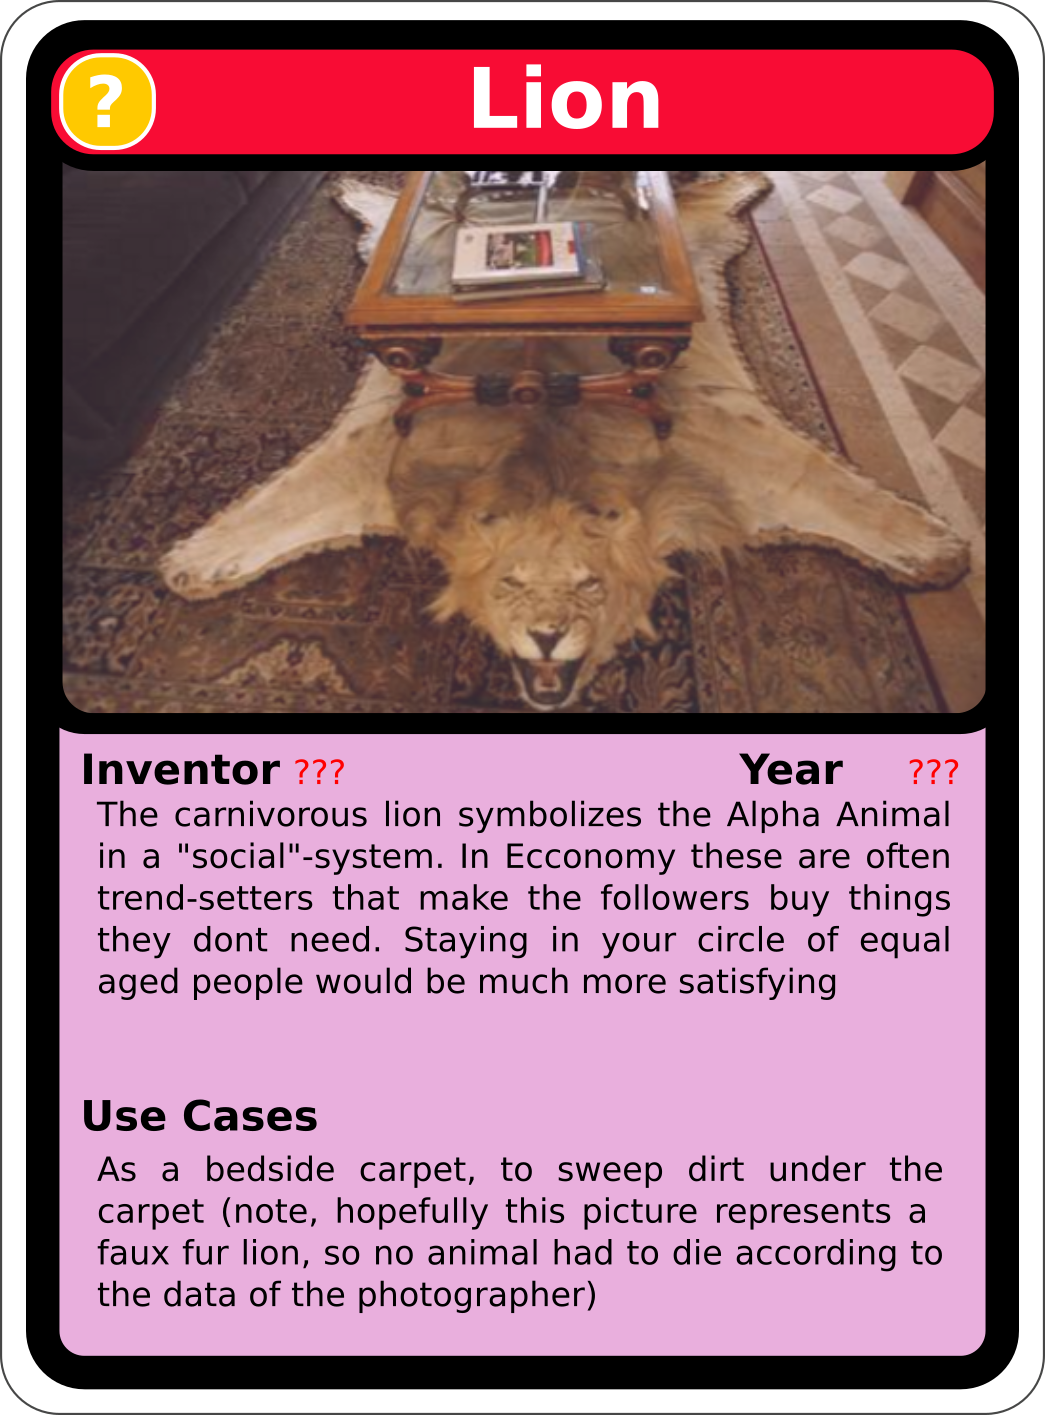 ?
Lion
Inventor ??? Year ???
The carnivorous lion symbolizes the Alpha Animal
in a "social"-system. In Ecconomy these are often
trend-setters that make the followers buy things
they dont need. Staying in your circle of equal
aged people would be much more satisfying
Use Cases
As a bedside carpet, to sweep dirt under the
carpet (note, hopefully this picture represents a
faux fur lion, so no animal had to die according to
the data of the photographer)